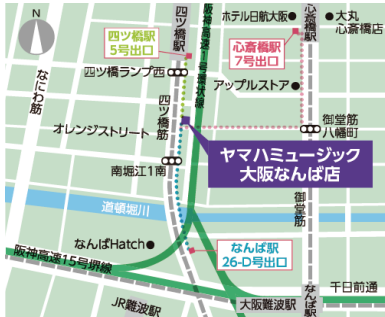 N
四ツ橋駅
阪神高速1号環状線
ホテル日航大阪
心斎橋駅
大丸
心斎橋店
四ツ橋駅
5号出口
心斎橋駅
7号出口
なにわ筋
四ツ橋ランプ西
アップルストア
四ツ橋筋
オレンジストリート
御堂筋
八幡町
ヤマハミュージック
大阪なんば店
南堀江1南
御堂筋
道頓堀川
なんばHatch
なんば駅
26-D号出口
阪神高速15号堺線
千日前通
JR難波駅
大阪難波駅
なんば駅